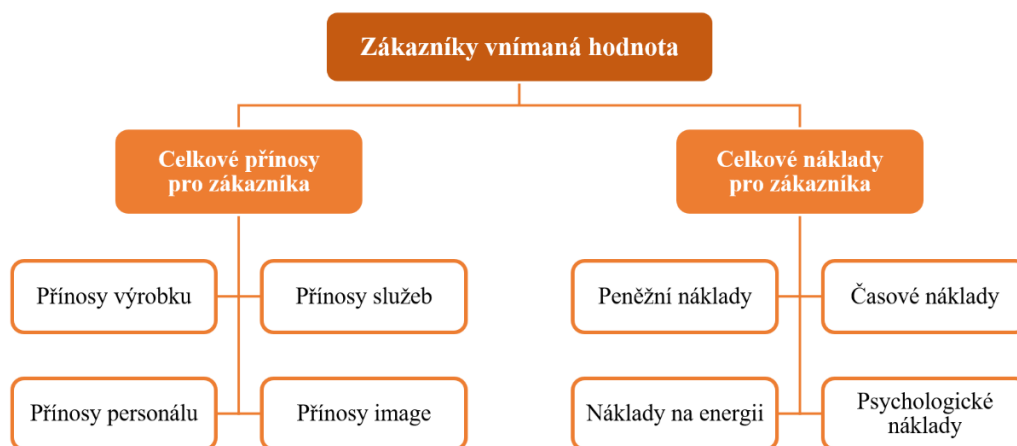 Zákazníky vnímaná hodnota
Celkové přínosy
pro zákazníka
Celkové náklady
pro zákazníka
Přínosy výrobku
Přínosy služeb
Peněžní náklady
Časové náklady
Přínosy personálu
Přínosy image
Náklady na energii
Psychologické
náklady